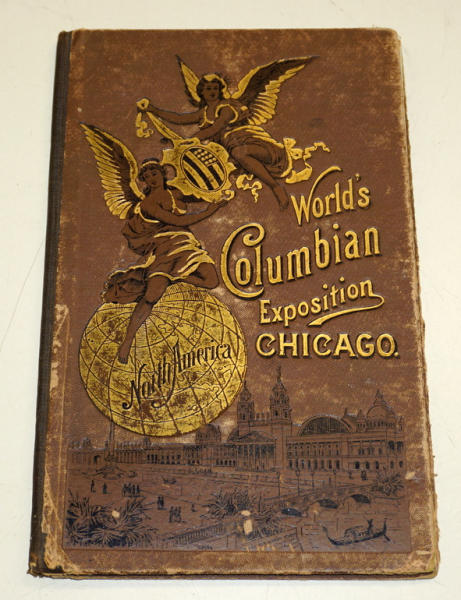 World's
Columbian
Exposition
CHICAGO.
North America